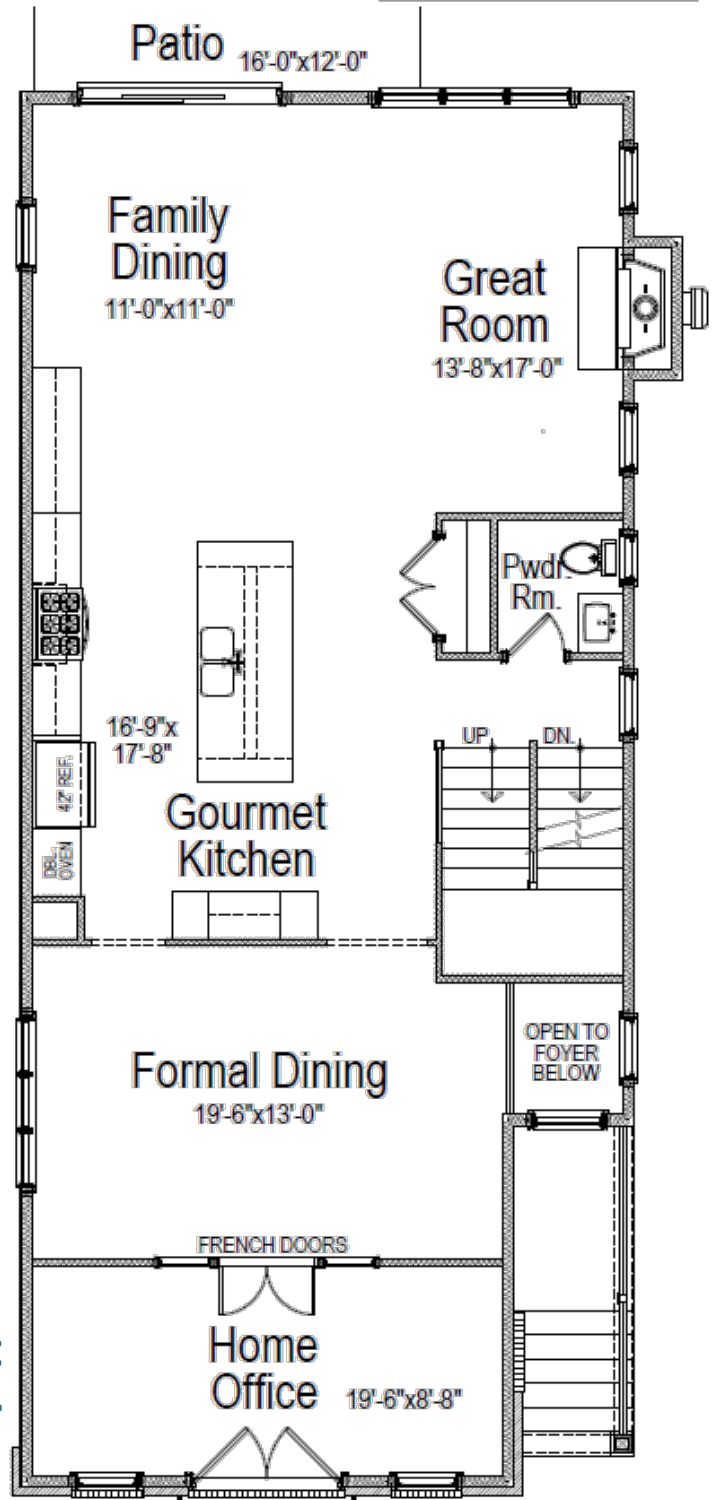 Patio 16'-0"x12'-0"
Family
Dining
11'-0"x11'-0"
Great
Room
13'-8"x17'-0"
Pwdr.
Rm.
16'-9"x
17'-8"
UP
DN.
42" REF.
Gourmet
Kitchen
DBL.
OVEN
OPEN TO
FOYER
BELOW
Formal Dining
19'-6"x13'-0"
FRENCH DOORS
Home
Office 19'-6"x8'-8"